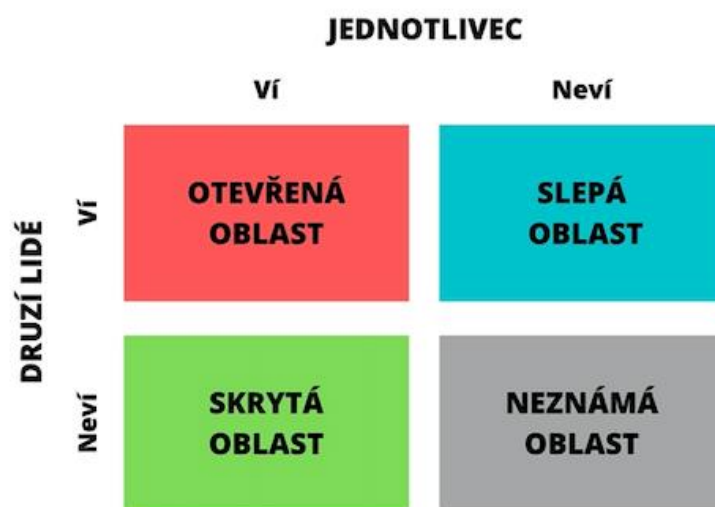 JEDNOTLIVEC
Ví Neví
DRUZÍ LIDÉ
Ví
OTEVŘENÁ
OBLAST
SLEPÁ
OBLAST
Neví
SKRYTÁ
OBLAST
NEZNÁMÁ
OBLAST